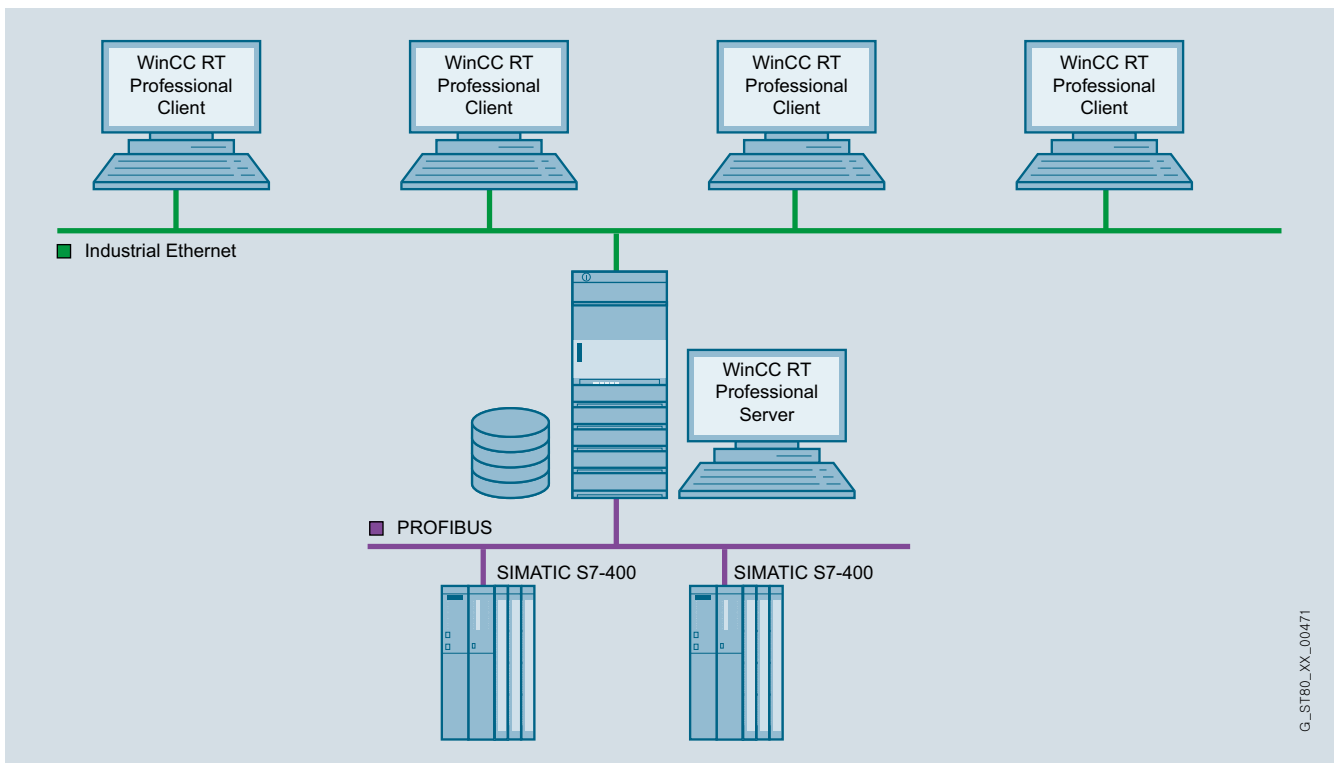 WinCC RT
Professional
Client
WinCC RT
Professional
Client
WinCC RT
Professional
Client
WinCC RT
Professional
Client
Industrial Ethernet
WinCC RT
Professional
Server
PROFIBUS
SIMATIC S7-400
SIMATIC S7-400
G_ST80_XX_00471